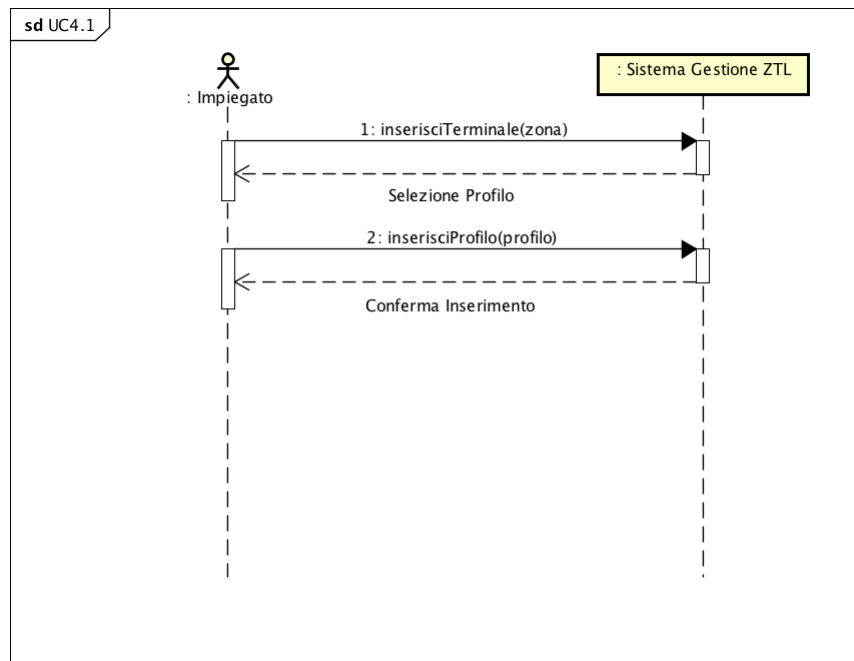 sd UC4.1
: Impiegato
: Sistema Gestione ZTL
1: inserisciTerminale(zona)
Selezione Profilo
2: inserisciProfilo(profilo)
Conferma Inserimento